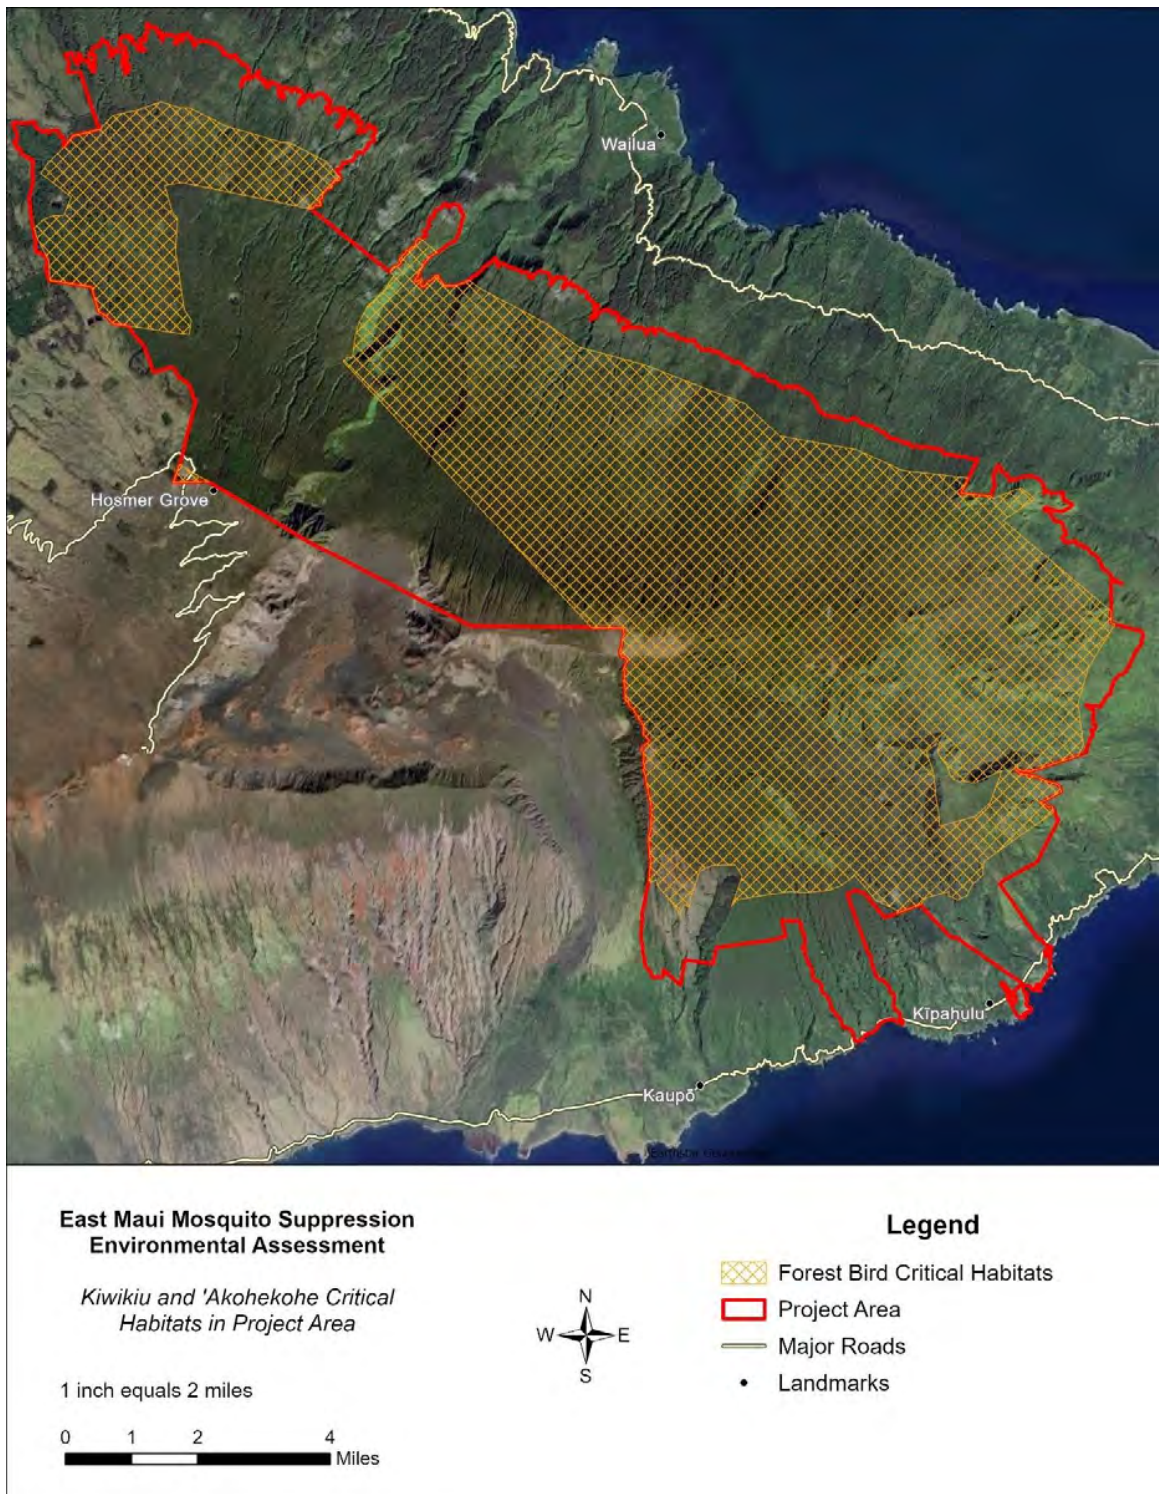 Wailua
Hosmer Grove
Kīpahulu
Kaupō
East Maui Mosquito Suppression
Environmental Assessment
Kiwikiu and 'Akohekohe Critical
Habitats in Project Area
1 inch equals 2 miles
0 1 2 4
Miles
N
W E
S
Legend
Forest Bird Critical Habitats
Project Area
Major Roads
Landmarks